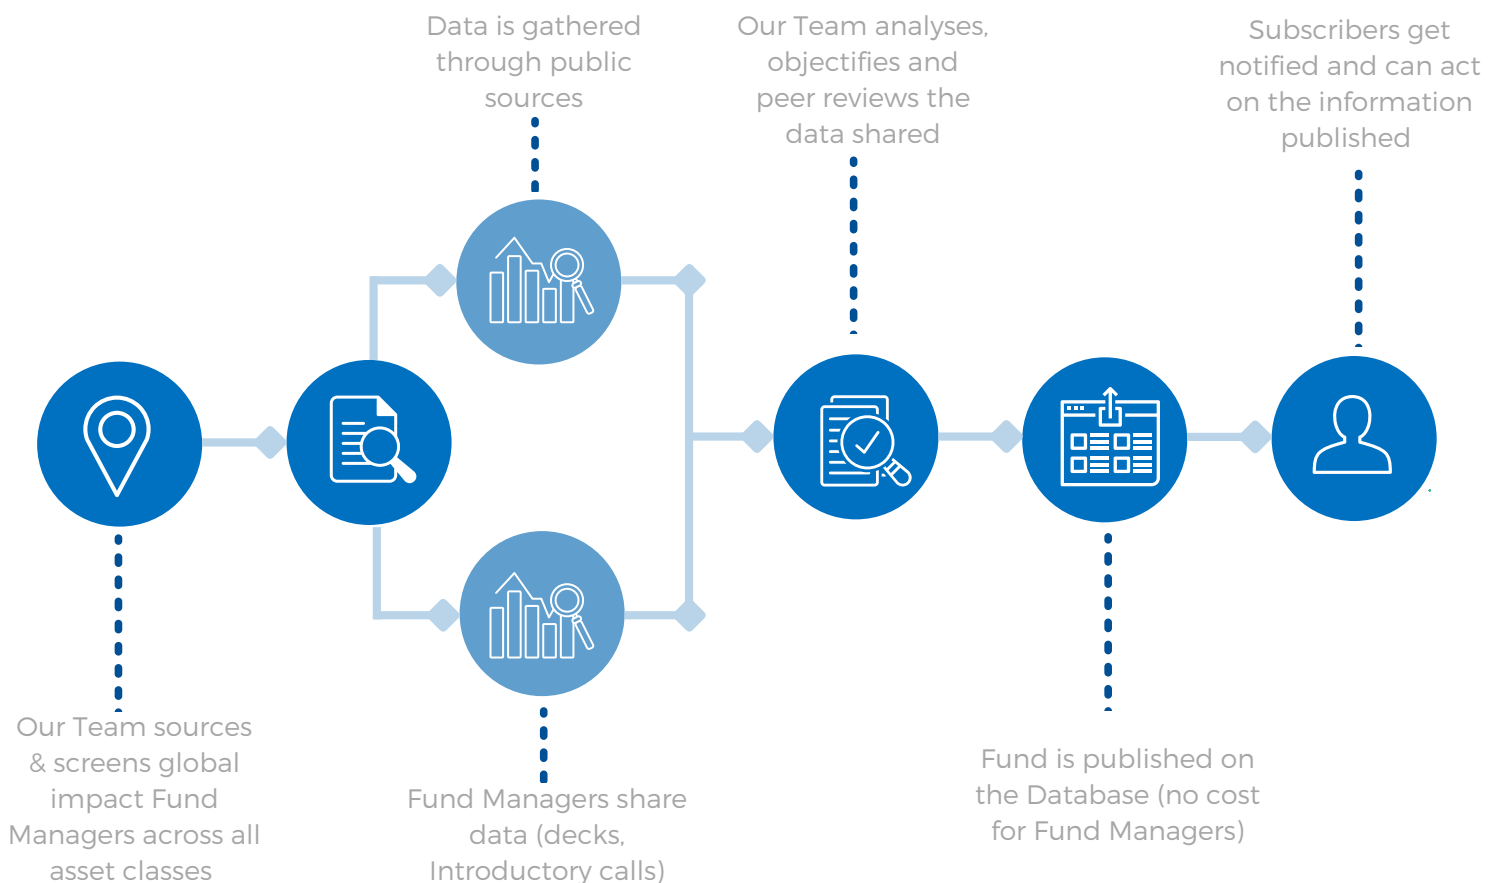 Data is gathered
through public
sources
Our Team analyses,
objectifies and
peer reviews the
data shared
Subscribers get
notified and can act
on the information
published
Our Team sources
& screens global
impact Fund
Managers across all
asset classes
Fund Managers share
data (decks,
Introductory calls)
Fund is published on
the Database (no cost
for Fund Managers)